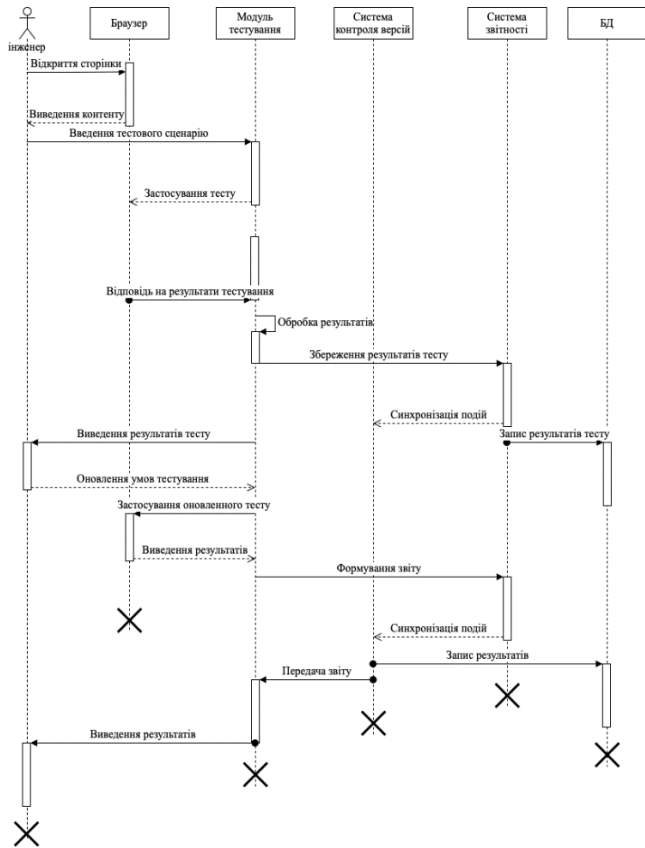 інженер
Браузер
Модуль
тестування
Система
контроля версій
Система
звітності
БД
Відкриття сторінки
Виведення контенту
Введення тестового сценарію
Застосування тесту
Відповідь на результати тестування
Обробка результатів
Збереження результатів тесту
Синхронізація подій
Виведення результатів тесту
Запис результатів тесту
Оновлення умов тестування
Застосування оновленного тесту
Виведення результатів
Формування звіту
Синхронізація подій
Запис результатів
Передача звіту
Виведення результатів